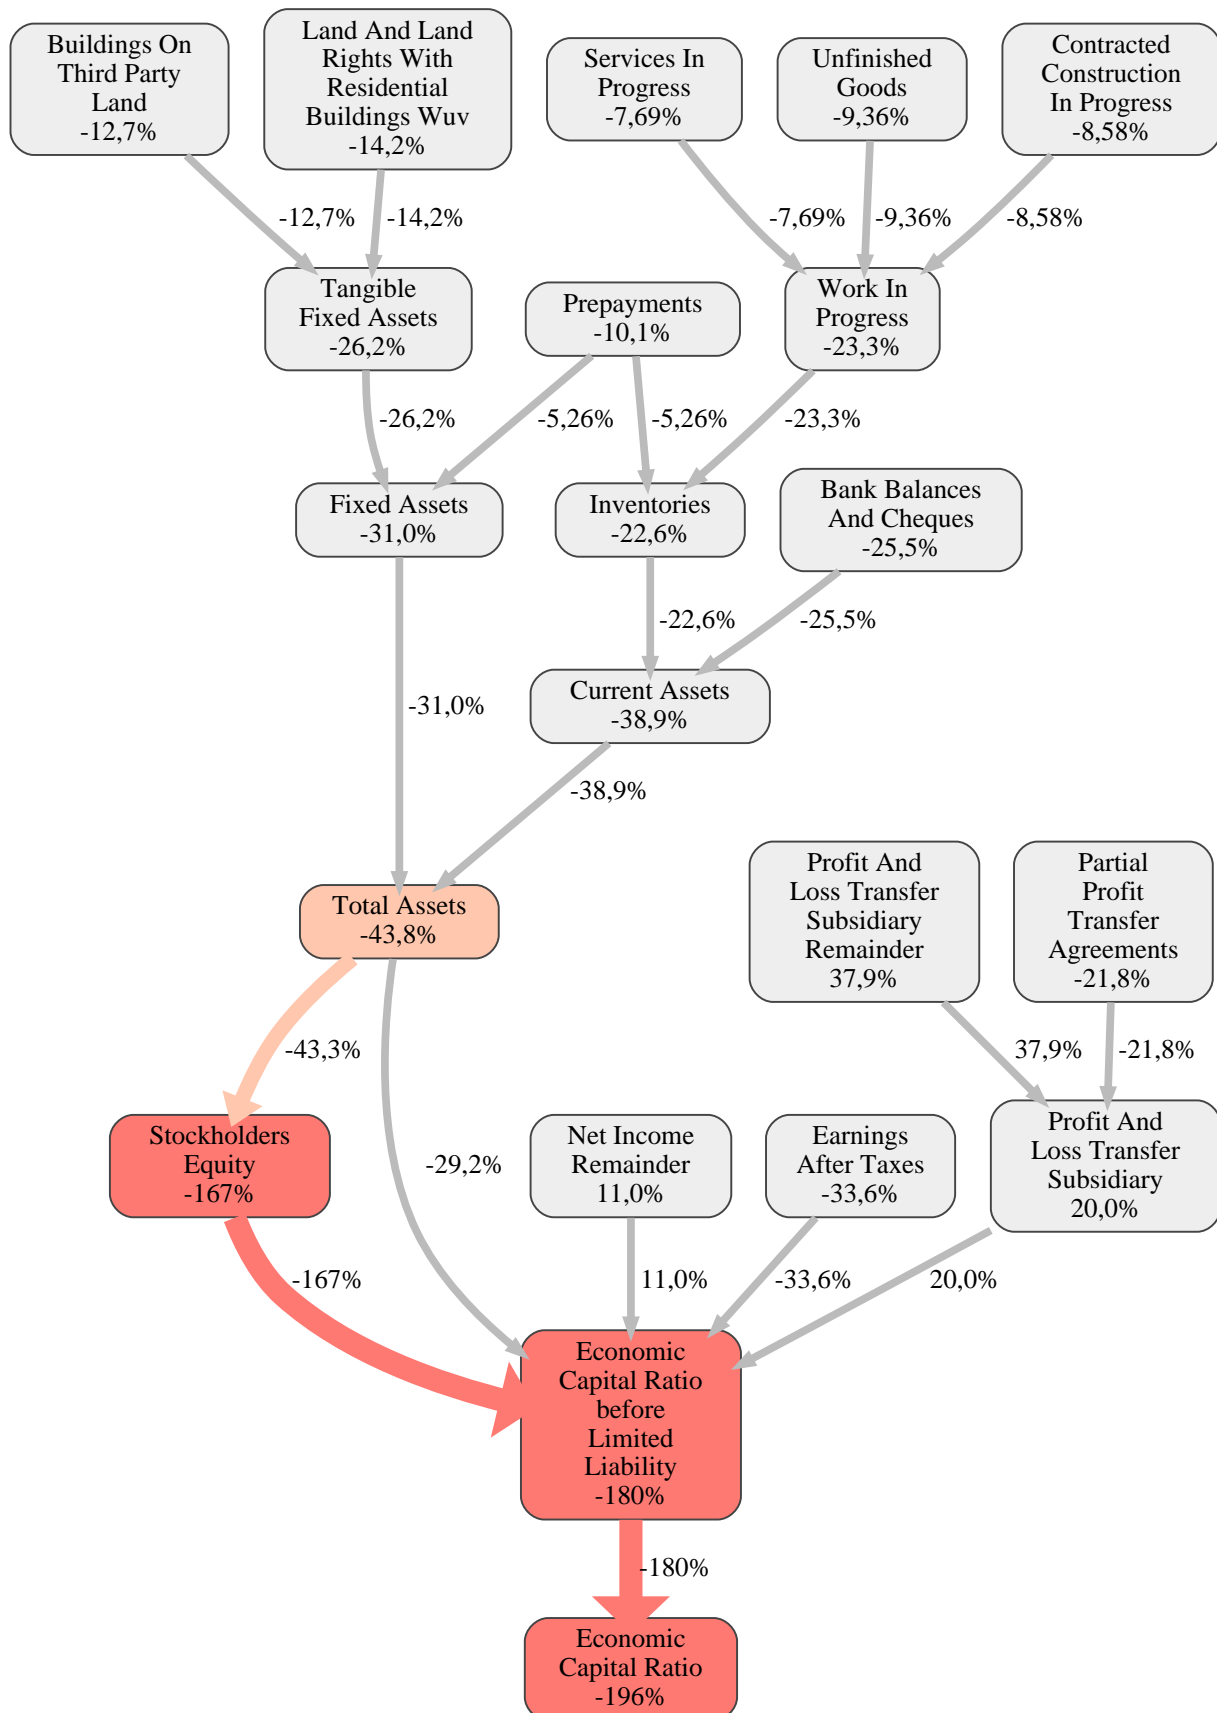 Buildings On
Third Party
Land
-12,7%
Land And Land
Rights With
Residential
Buildings Wuv
-14,2%
Services In
Progress
-7,69%
Unfinished
Goods
-9,36%
Contracted
Construction
In Progress
-8,58%
-12,7%
-14,2%
-7,69%
-9,36%
-8,58%
Tangible
Fixed Assets
-26,2%
Prepayments
-10,1%
Work In
Progress
-23,3%
-26,2%
-5,26%
-5,26%
-23,3%
Fixed Assets
-31,0%
Inventories
-22,6%
Bank Balances
And Cheques
-25,5%
-22,6%
-25,5%
-31,0%
Current Assets
-38,9%
-38,9%
Total Assets
-43,8%
Profit And
Loss Transfer
Subsidiary
Remainder
37,9%
Partial
Profit
Transfer
Agreements
-21,8%
-43,3%
37,9%
-21,8%
Stockholders
Equity
-167%
-29,2%
Net Income
Remainder
11,0%
Earnings
After Taxes
-33,6%
Profit And
Loss Transfer
Subsidiary
20,0%
-167%
11,0%
-33,6%
20,0%
Economic
Capital Ratio
before
Limited
Liability
-180%
-180%
Economic
Capital Ratio
-196%